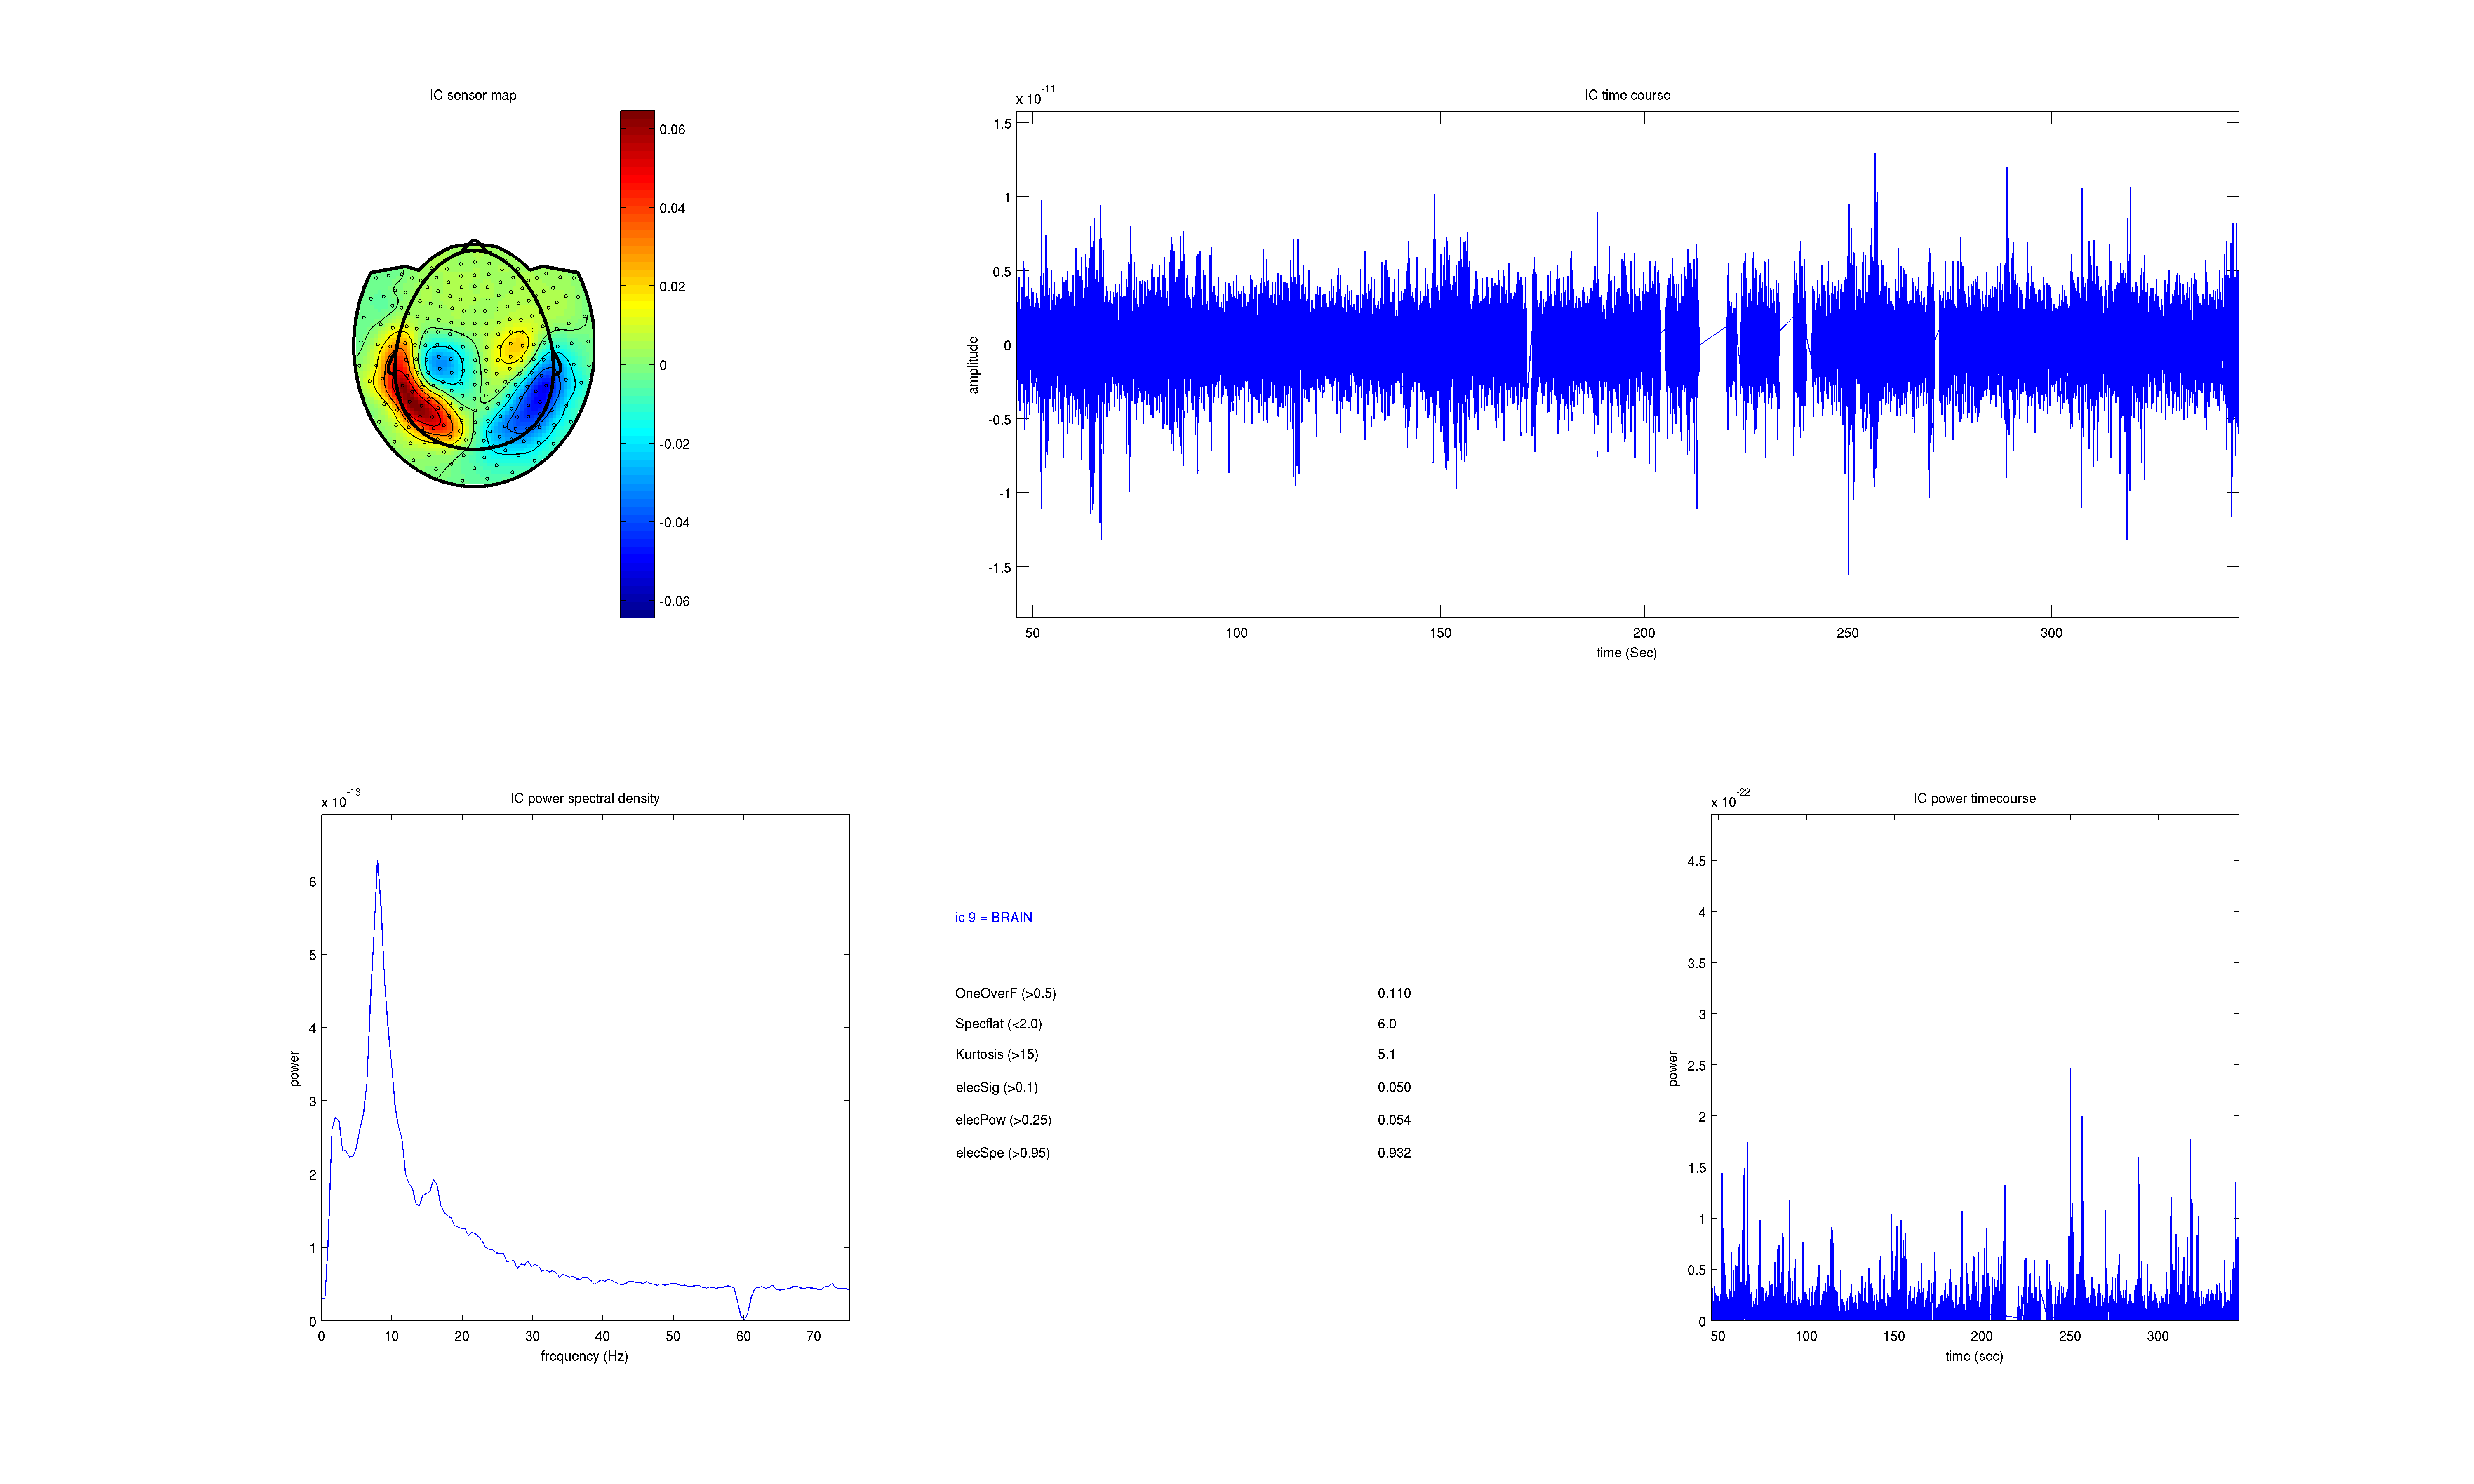 IC sensor map
0.06
0.04
0.02
0
-0.02
-0.04
-0.06
IC time course
x 10^-11
1.5
1
0.5
0
-0.5
-1
-1.5
amplitude
50 100 150 200 250 300
time (Sec)
IC power spectral density
x 10^-13
6
5
4
3
2
1
0
power
0 10 20 30 40 50 60 70
frequency (Hz)
ic 9 = BRAIN
OneOverF (>0.5) 0.110
Specflat (<2.0) 6.0
Kurtosis (>15) 5.1
elecSig (>0.1) 0.050
elecPow (>0.25) 0.054
elecSpe (>0.95) 0.932
IC power timecourse
x 10^-22
4.5
4
3.5
3
2.5
2
1.5
1
0.5
0
power
50 100 150 200 250 300
time (sec)